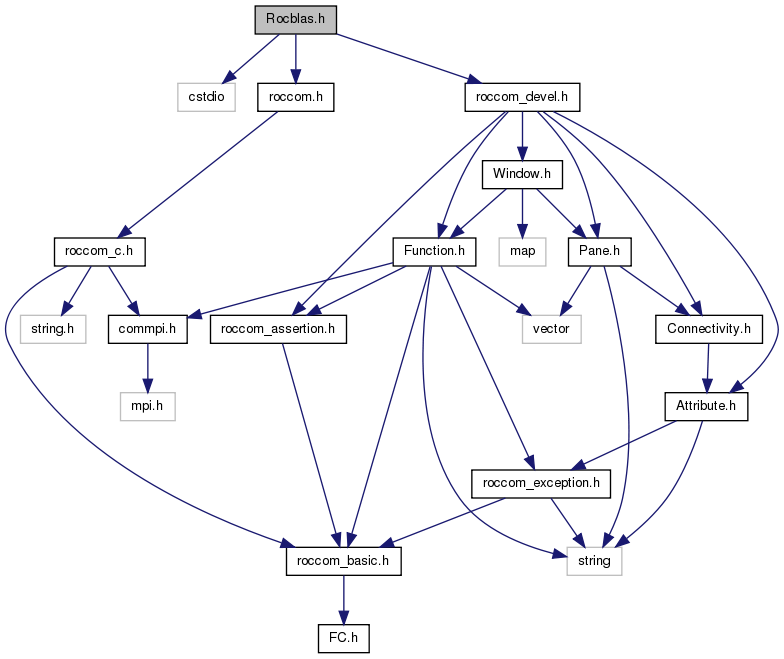 Rocblas.h
cstdio
roccom.h
roccom_devel.h
Window.h
roccom_c.h
Function.h
map
Pane.h
string.h
commpi.h
roccom_assertion.h
vector
Connectivity.h
mpi.h
Attribute.h
roccom_exception.h
roccom_basic.h
string
FC.h